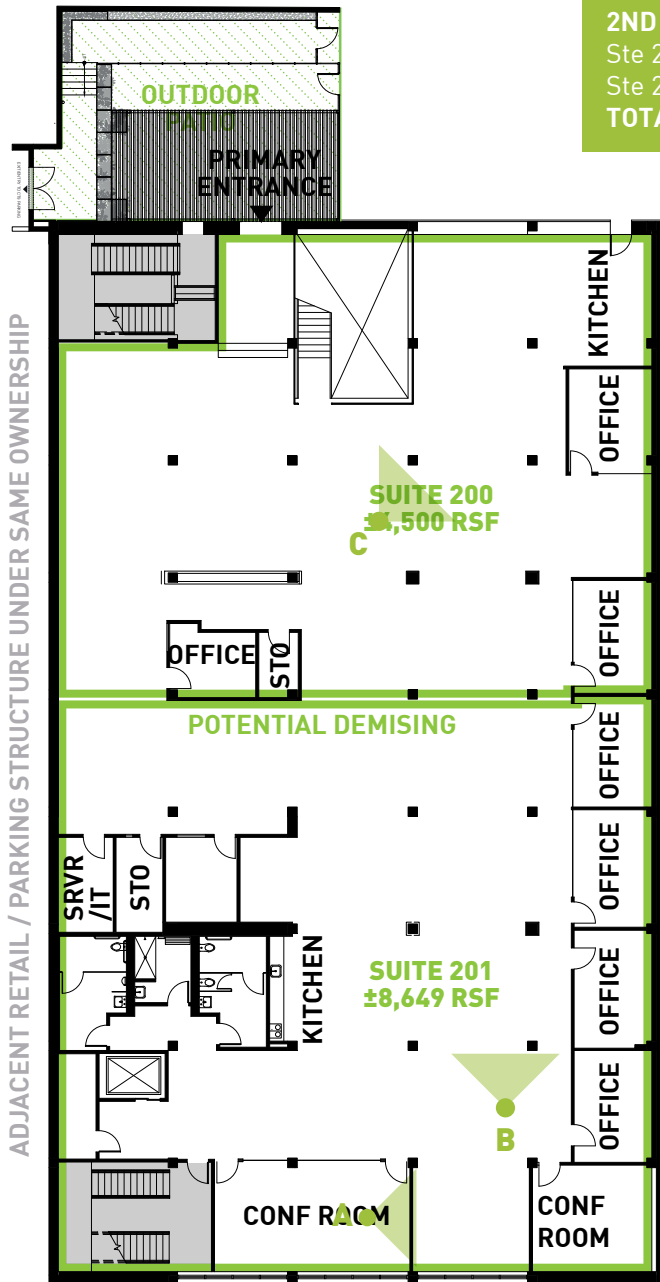 2ND
Ste 2
Ste 2
TOTA
OUTDOOR
PATIO
PRIMARY
ENTRANCE
KITCHEN
OFFICE
SUITE 200
,500 RSF
C
OFFICE
OFFICE
STO
POTENTIAL DEMISING
OFFICE
OFFICE
SRVR
/IT
STO
KITCHEN
SUITE 201
±8,649 RSF
OFFICE
OFFICE
B
CONF ROOM
A
CONF
ROOM
ADJACENT RETAIL / PARKING STRUCTURE UNDER SAME OWNERSHIP